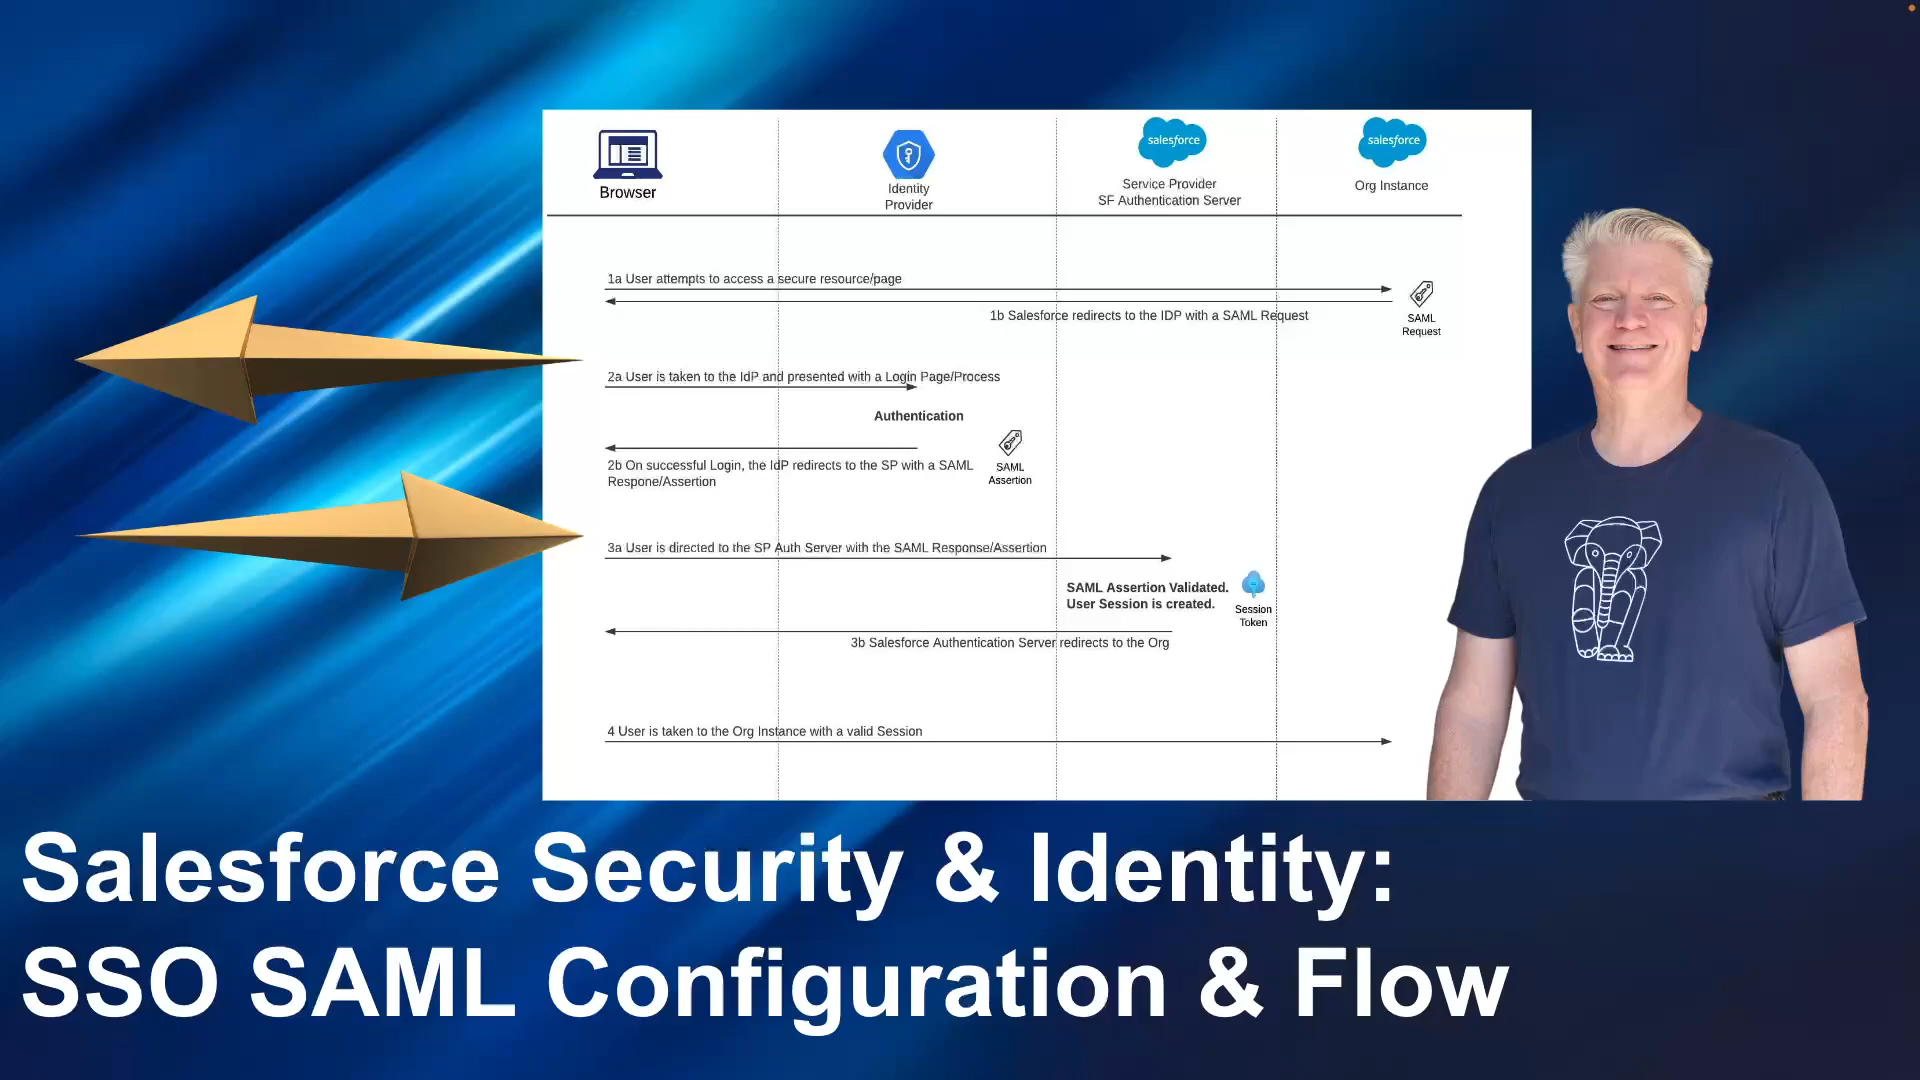 salesforce
salesforce
Browser
Identity
Provider
Service Provider
SF Authentication Server
Org Instance
1a User attempts to access a secure resource/page
1b Salesforce redirects to the IDP with a SAML Request
SAML
Request
2a User is taken to the IdP and presented with a Login Page/Process
Authentication
2b On successful Login, the IdP redirects to the SP with a SAML
Respone/Assertion
SAML
Assertion
3a User is directed to the SP Auth Server with the SAML Response/Assertion
SAML Assertion Validated.
User Session is created.
Session
Token
3b Salesforce Authentication Server redirects to the Org
4 User is taken to the Org Instance with a valid Session
Salesforce Security & Identity:
SSO SAML Configuration & Flow